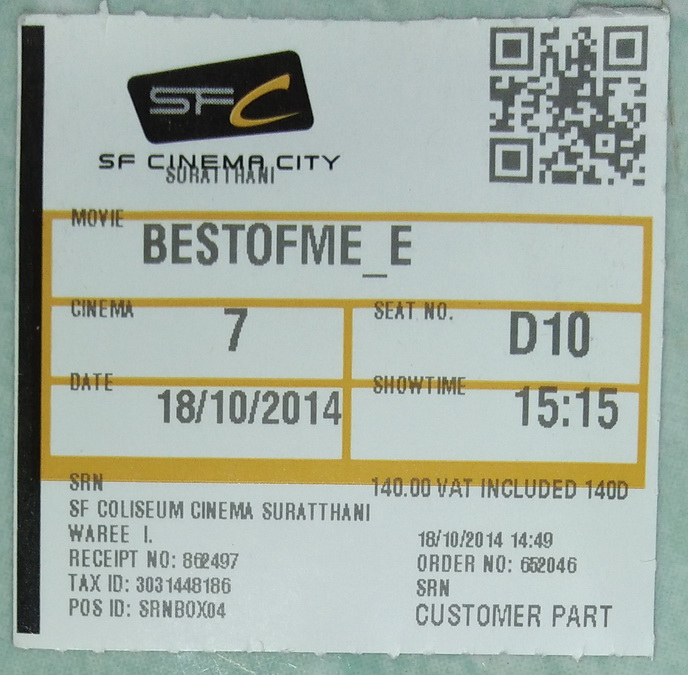 SFC
SF CINEMA CITY
SURATTHANI
MOVIE
BESTOFME_E
CINEMA 7
SEAT NO. D10
DATE 18/10/2014
SHOWTIME 15:15
SRN
140.00 VAT INCLUDED 140D
SF COLISEUM CINEMA SURATTHANI
WAREE I.
18/10/2014 14:49
RECEIPT NO: 862497
ORDER NO: 652046
TAX ID: 3031448186
SRN
POS ID: SRNBOX04
CUSTOMER PART